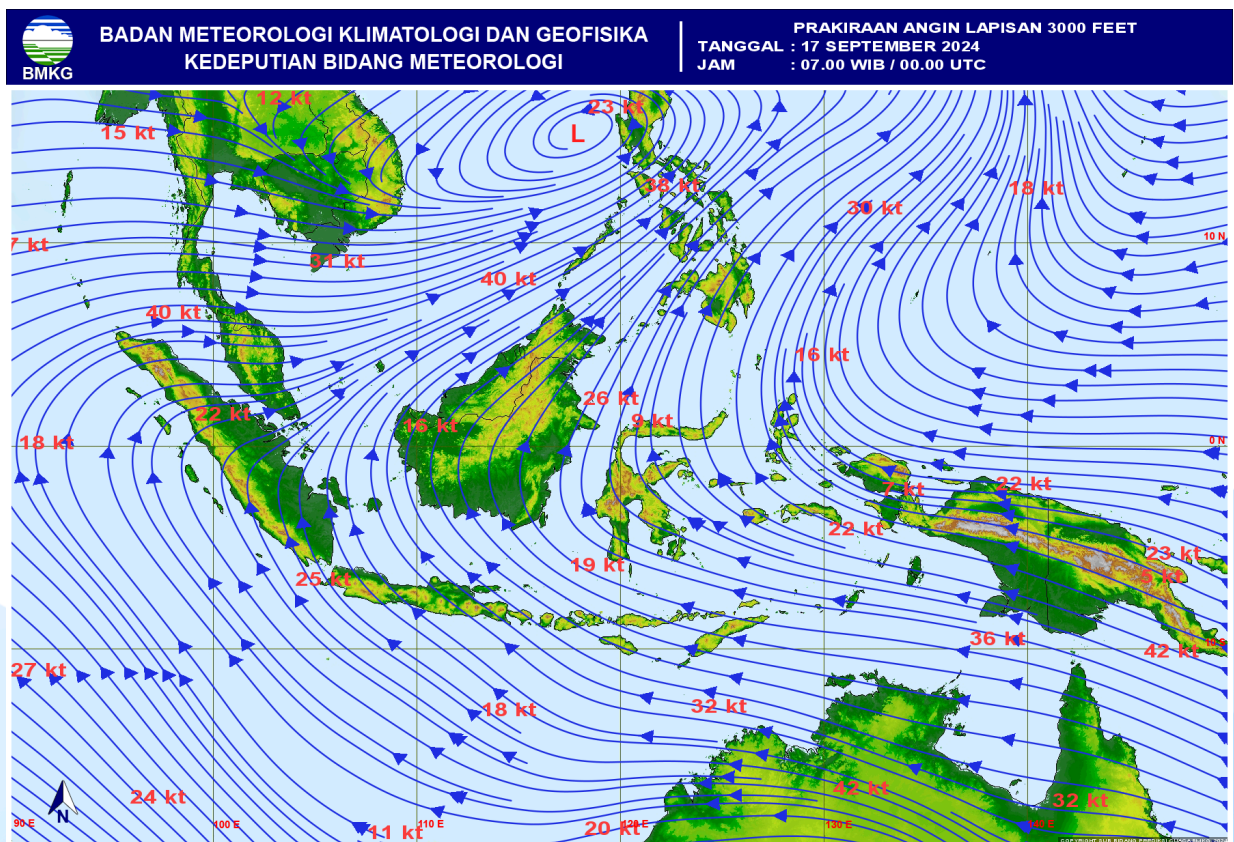 BADAN METEOROLOGI KLIMATOLOGI DAN GEOFISIKA
KEDEPUTIAN BIDANG METEOROLOGI
BMKG
PRAKIRAAN ANGIN LAPISAN 3000 FEET
TANGGAL : 17 SEPTEMBER 2024
JAM : 07.00 WIB / 00.00 UTC
12 kt
23 kt
15 kt
L
38 kt
18 kt
30 kt
7 kt
10 N
31 kt
40 kt
40 kt
16 kt
26 kt
22 kt
9 kt
16 kt
18 kt
0 N
22 kt
7 kt
22 kt
23 kt
19 kt
25 kt
9 kt
36 kt
42 kt
27 kt
18 kt
32 kt
42 kt
24 kt
32 kt
N
90 E
100 E
110 E
120 E
130 E
140 E
11 kt
20 kt